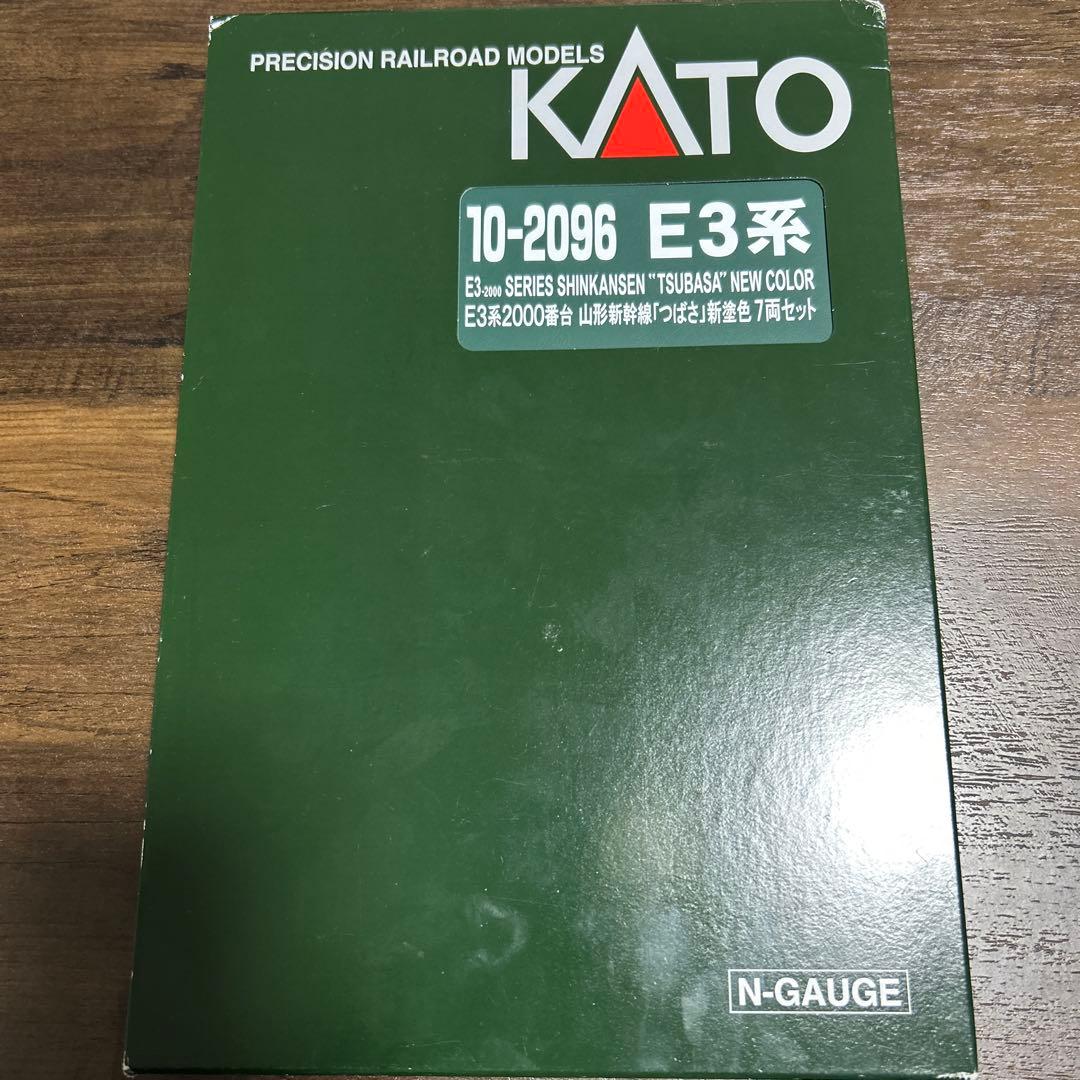 PRECISION RAILROAD MODELS
KATO
10-2096 E3系
E3-2000 SERIES SHINKANSEN "TSUBASA" NEW COLOR
E3系2000番台 山形新幹線「つばさ」新塗色 7両セット
N-GAUGE